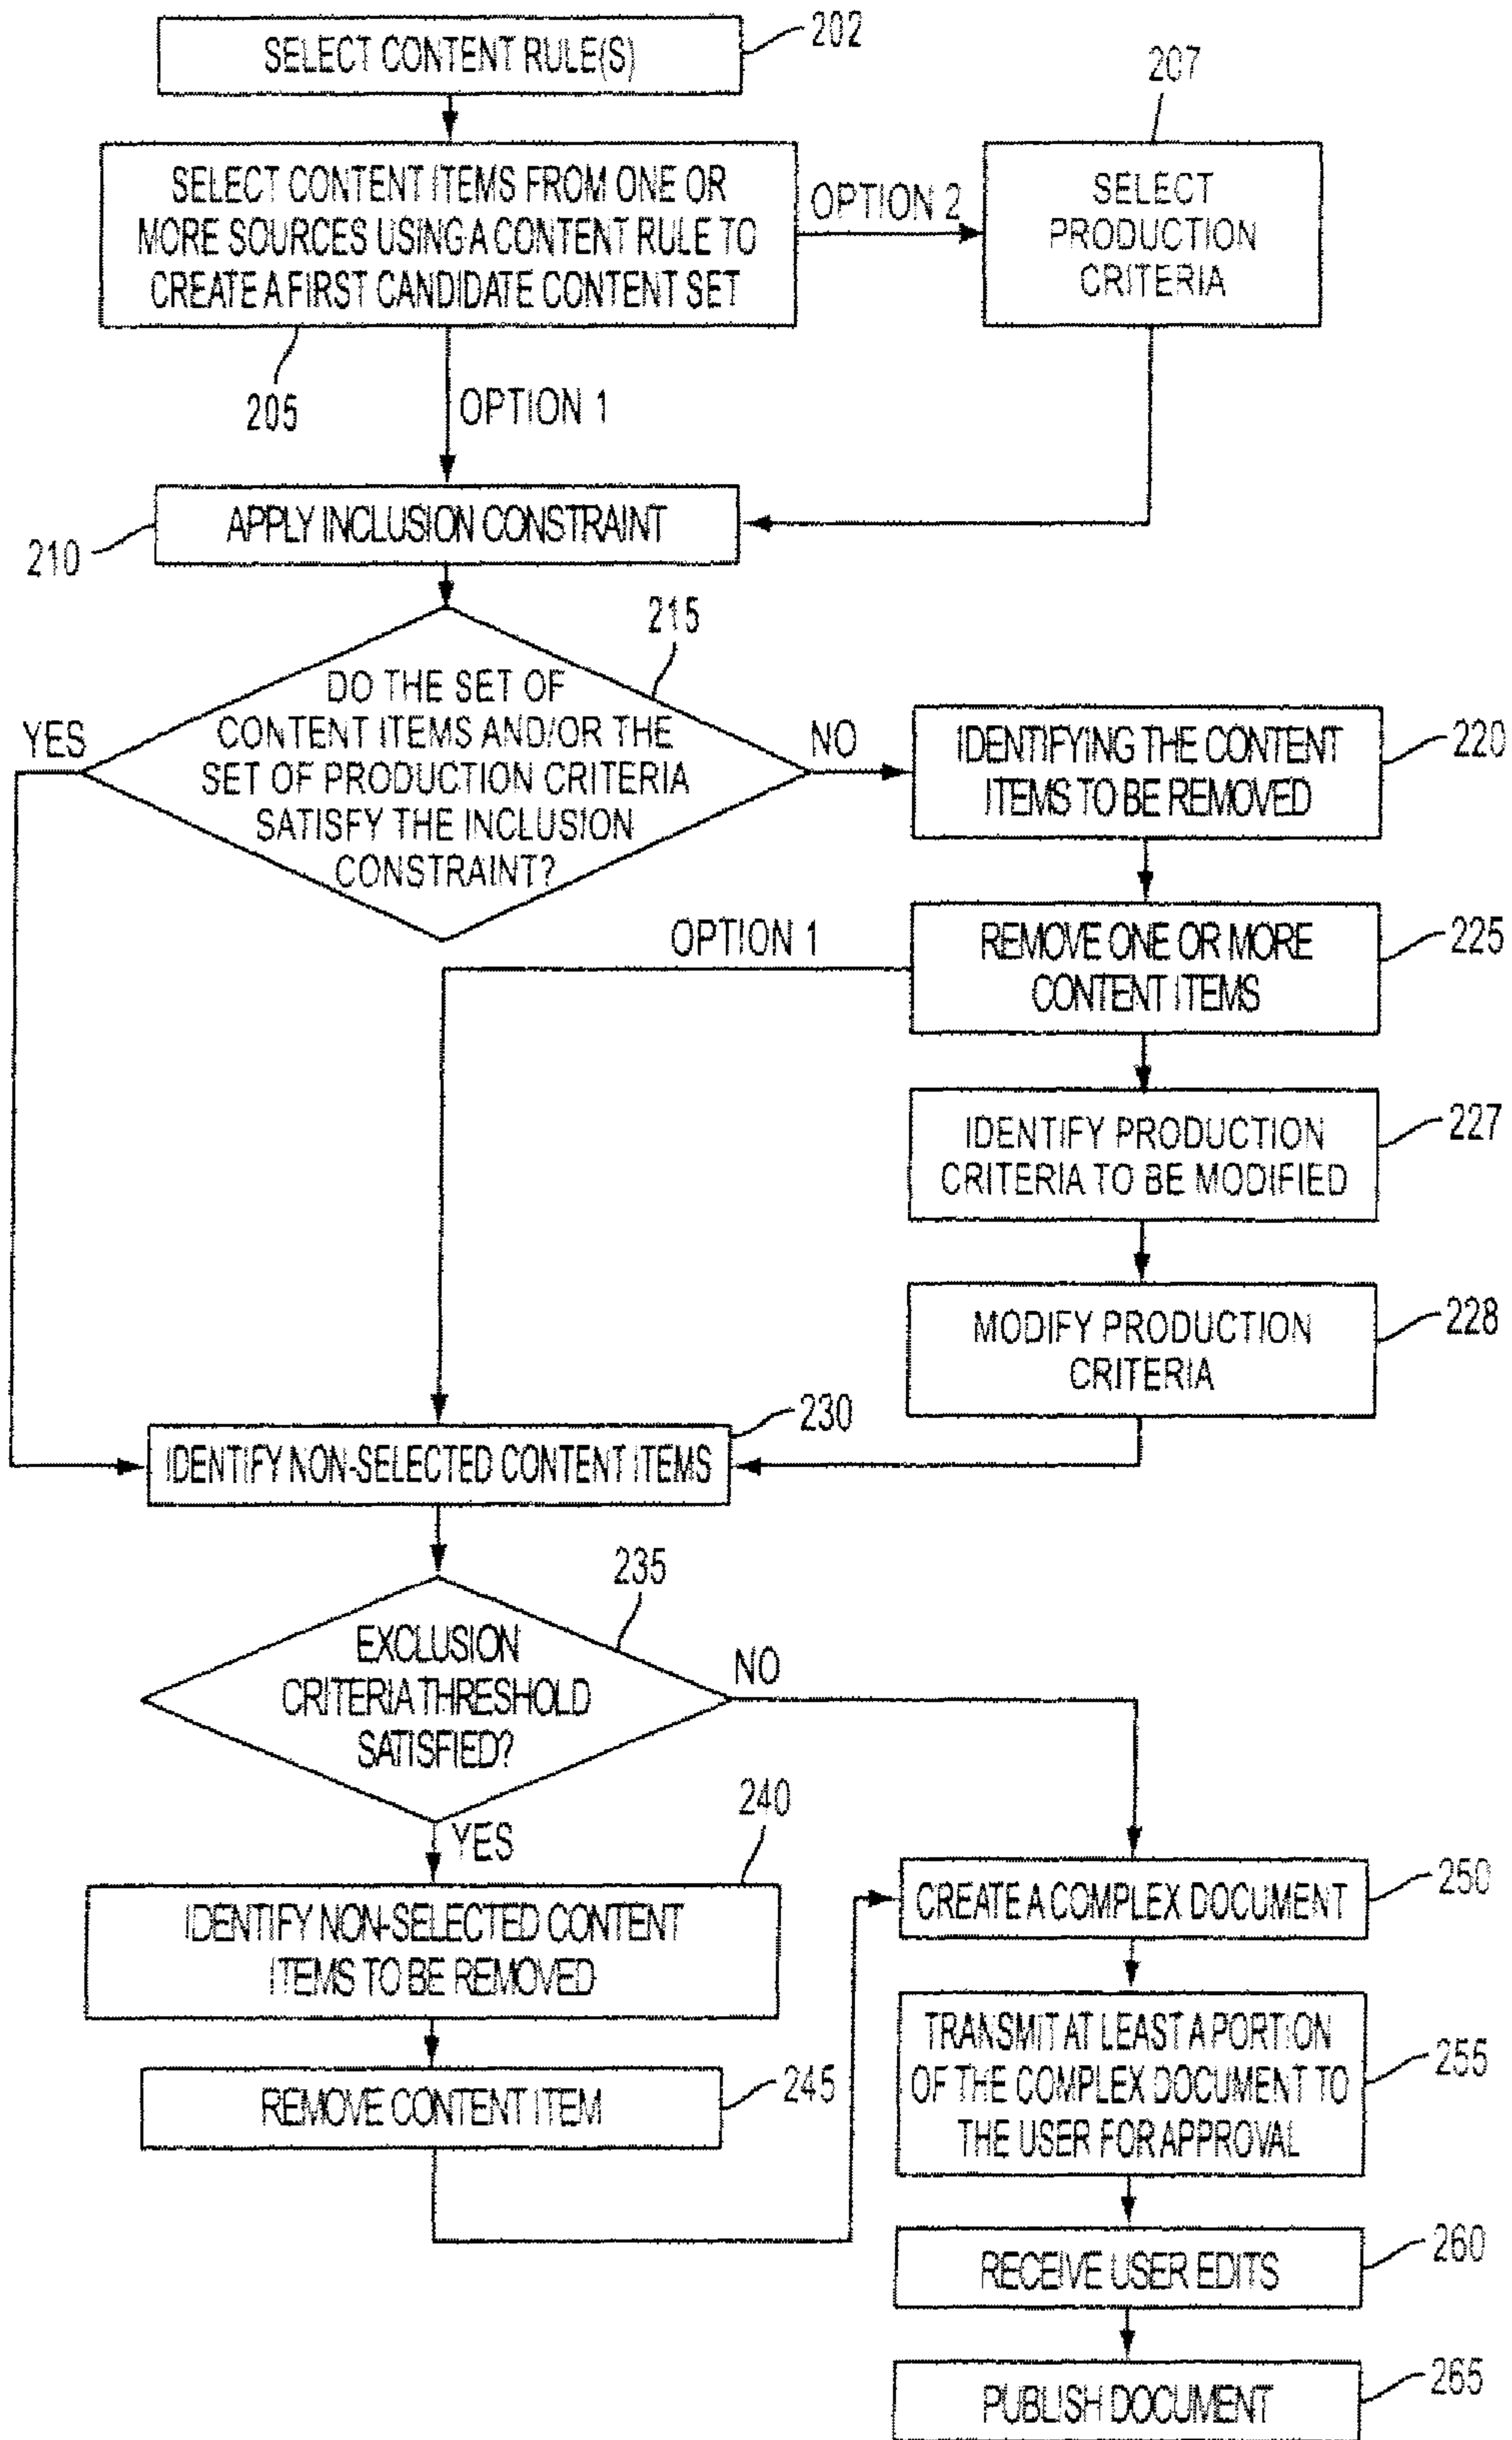 SELECT CONTENT RULE(S)
202
207
SELECT CONTENT ITEMS FROM ONE OR
MORE SOURCES USING A CONTENT RULE TO
CREATE A FIRST CANDIDATE CONTENT SET
OPTION 2
SELECT
PRODUCTION
CRITERIA
205
OPTION 1
APPLY INCLUSION CONSTRAINT
210
215
DO THE SET OF
CONTENT ITEMS AND/OR THE
SET OF PRODUCTION CRITERIA
SATISFY THE INCLUSION
CONSTRAINT?
YES
NO
IDENTIFYING THE CONTENT
ITEMS TO BE REMOVED
220
OPTION 1
REMOVE ONE OR MORE
CONTENT ITEMS
225
IDENTIFY PRODUCTION
CRITERIA TO BE MODIFIED
227
MODIFY PRODUCTION
CRITERIA
228
230
IDENTIFY NON-SELECTED CONTENT ITEMS
235
EXCLUSION
CRITERIA THRESHOLD
SATISFIED?
NO
YES
240
IDENTIFY NON-SELECTED CONTENT
ITEMS TO BE REMOVED
REMOVE CONTENT ITEM
245
CREATE A COMPLEX DOCUMENT
250
TRANSMIT AT LEAST A PORTION
OF THE COMPLEX DOCUMENT TO
THE USER FOR APPROVAL
255
RECEIVE USER EDITS
260
PUBLISH DOCUMENT
265